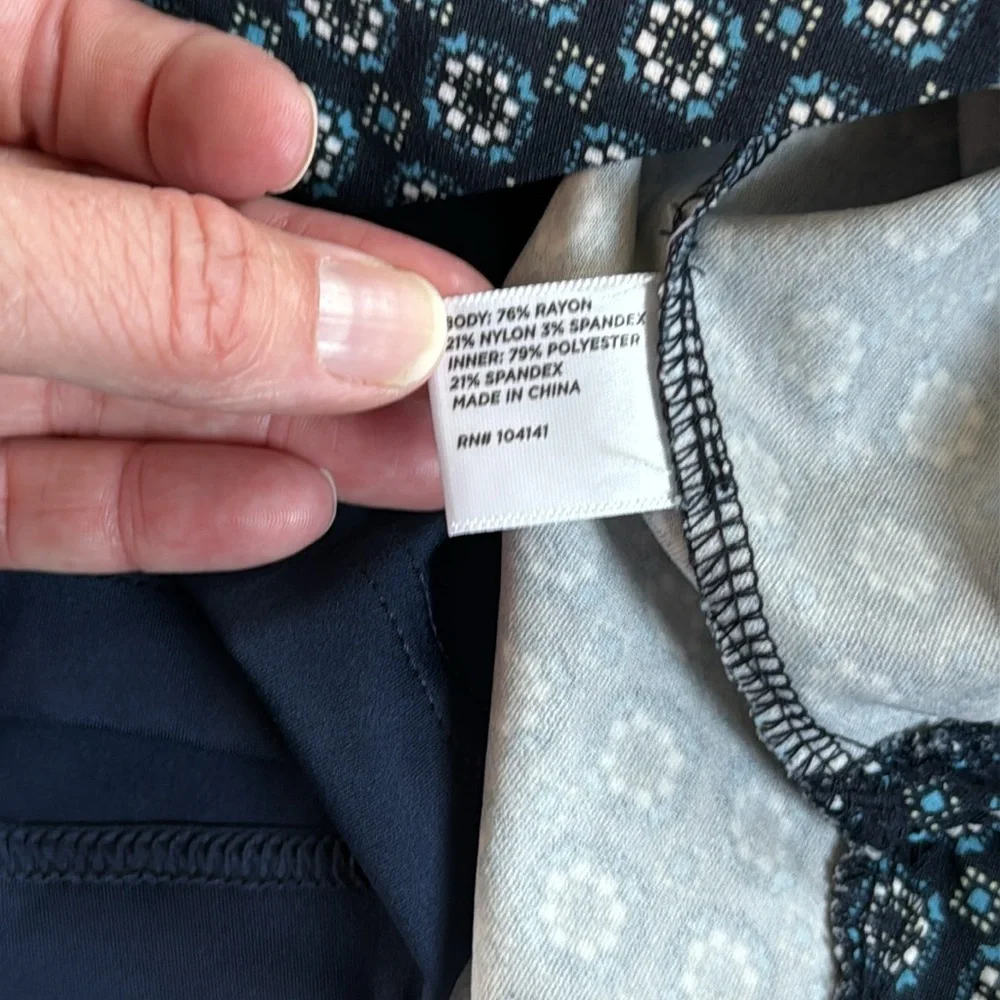 BODY: 76% RAYON
21% NYLON 3% SPANDEX
INNER: 79% POLYESTER
21% SPANDEX
MADE IN CHINA
RN# 104141